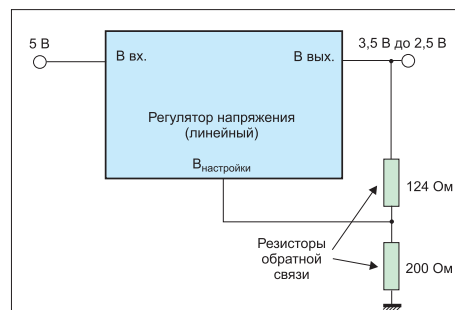 5 В
В вх.
В вых.
3,5 В до 2,5 В
Регулятор напряжения
(линейный)
Внастройки
124 Ом
Резисторы
обратной
связи
200 Ом